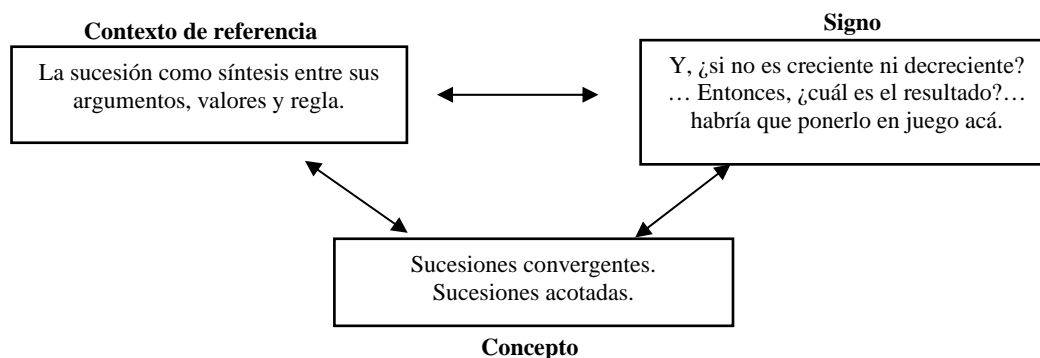 Contexto de referencia
La sucesión como síntesis entre sus
argumentos, valores y regla.
Signo
Y, ¿si no es creciente ni decreciente?
… Entonces, ¿cuál es el resultado?…
habría que ponerlo en juego acá.
Sucesiones convergentes.
Sucesiones acotadas.
Concepto